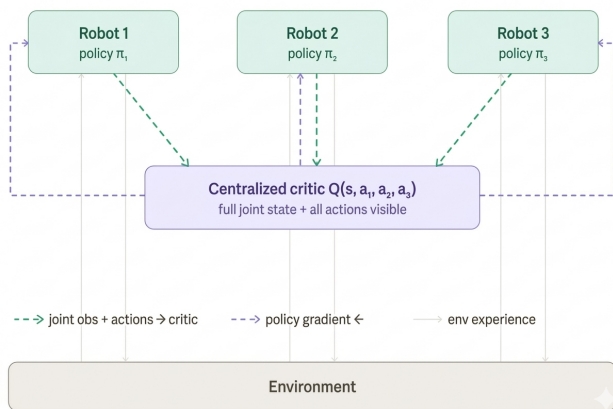 Robot 1
policy π₁
Robot 2
policy π₂
Robot 3
policy π₃
Centralized critic Q(s, a₁, a₂, a₃)
full joint state + all actions visible
joint obs + actions → critic
policy gradient ←
env experience
Environment